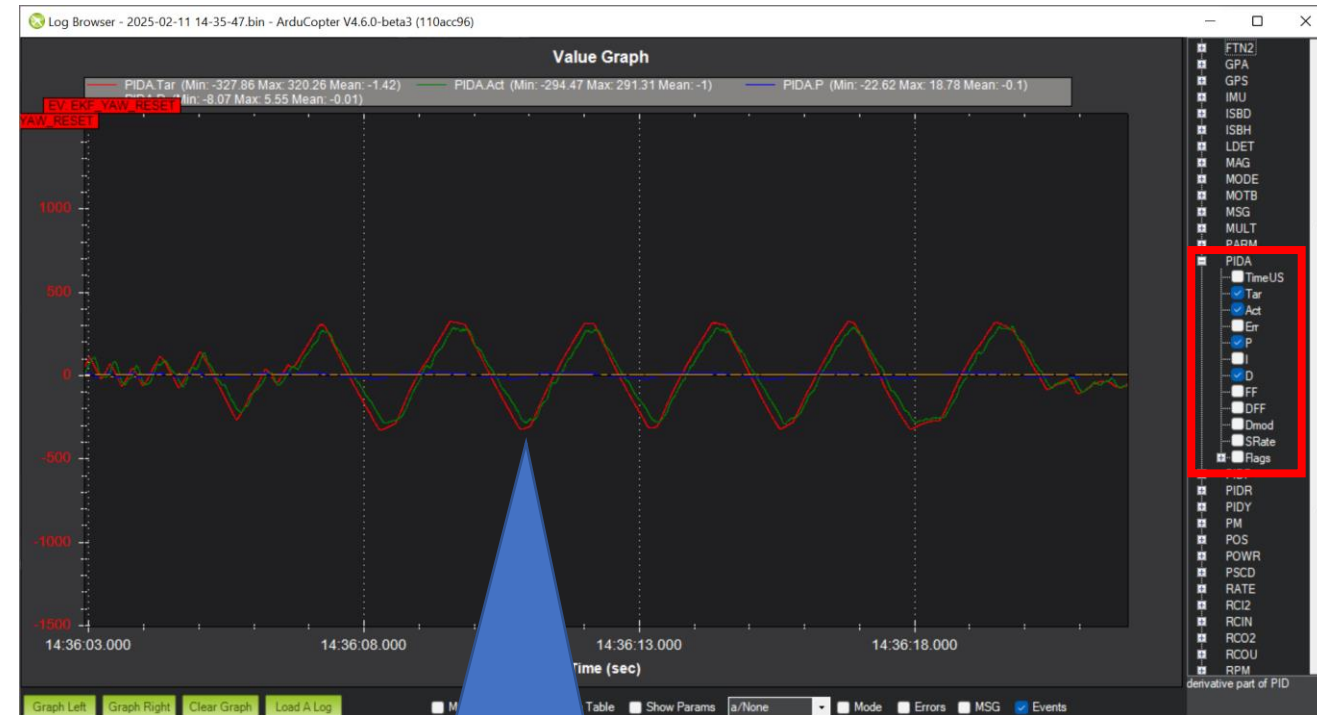 Log Browser - 2025-02-11 14-35-47.bin - ArduCopter V4.6.0-beta3 (110acc96)
Value Graph
PIDA.Tar (Min: -327.86 Max: 320.26 Mean: -1.42) PIDA.Act (Min: -294.47 Max: 291.31 Mean: -1) PIDA.P (Min: -22.62 Max: 18.78 Mean: -0.1)
Min: -8.07 Max: 5.55 Mean: -0.01)
EV: EKF_YAW_RESET
YAW_RESET
1000
500
0
-500
-1000
-1500
14:36:03.000 14:36:08.000 14:36:13.000 14:36:18.000
Time (sec)
Graph Left Graph Right Clear Graph Load A Log
M Table Show Params a/None Mode Errors MSG Events
FTN2
GPA
GPS
IMU
ISBD
ISBH
LDET
MAG
MODE
MOTB
MSG
MULT
PARM
PIDA
TimeUS
Tar
Act
Err
P
I
D
FF
DFF
Dmod
SRate
Flags
PIDR
PIDY
PM
POS
POWR
PSCD
RATE
RCI2
RCIN
RCO2
RCOU
RPM
derivative part of PID